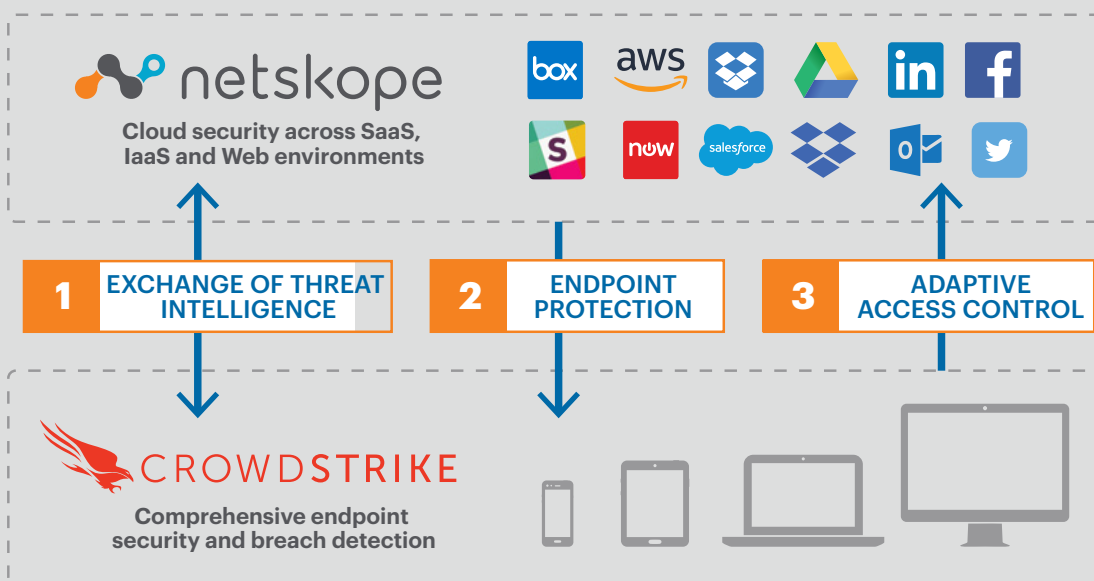 netskope
Cloud security across SaaS,
IaaS and Web environments
box
aws
in
f
S
now
salesforce
o
1
EXCHANGE OF THREAT
INTELLIGENCE
2
ENDPOINT
PROTECTION
3
ADAPTIVE
ACCESS CONTROL
CROWDSTRIKE
Comprehensive endpoint
security and breach detection